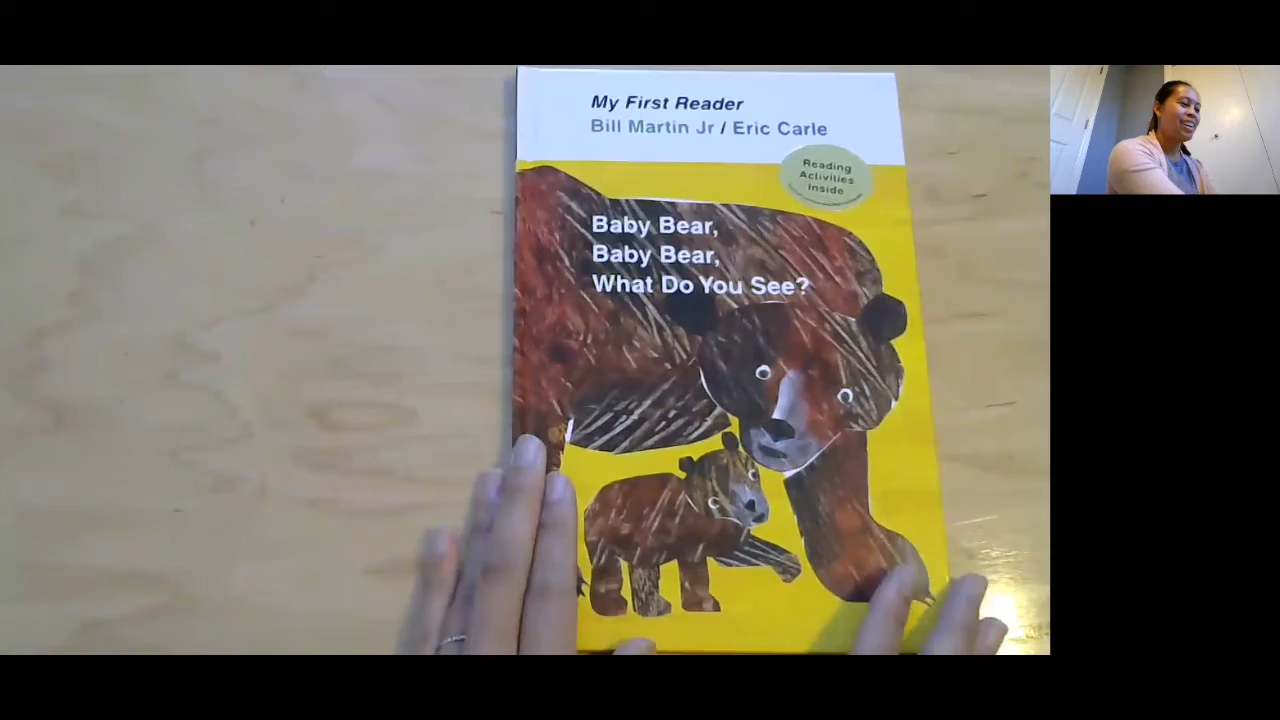 My First Reader
Bill Martin Jr / Eric Carle
Reading
Activities
Inside
Baby Bear,
Baby Bear,
What Do You See?